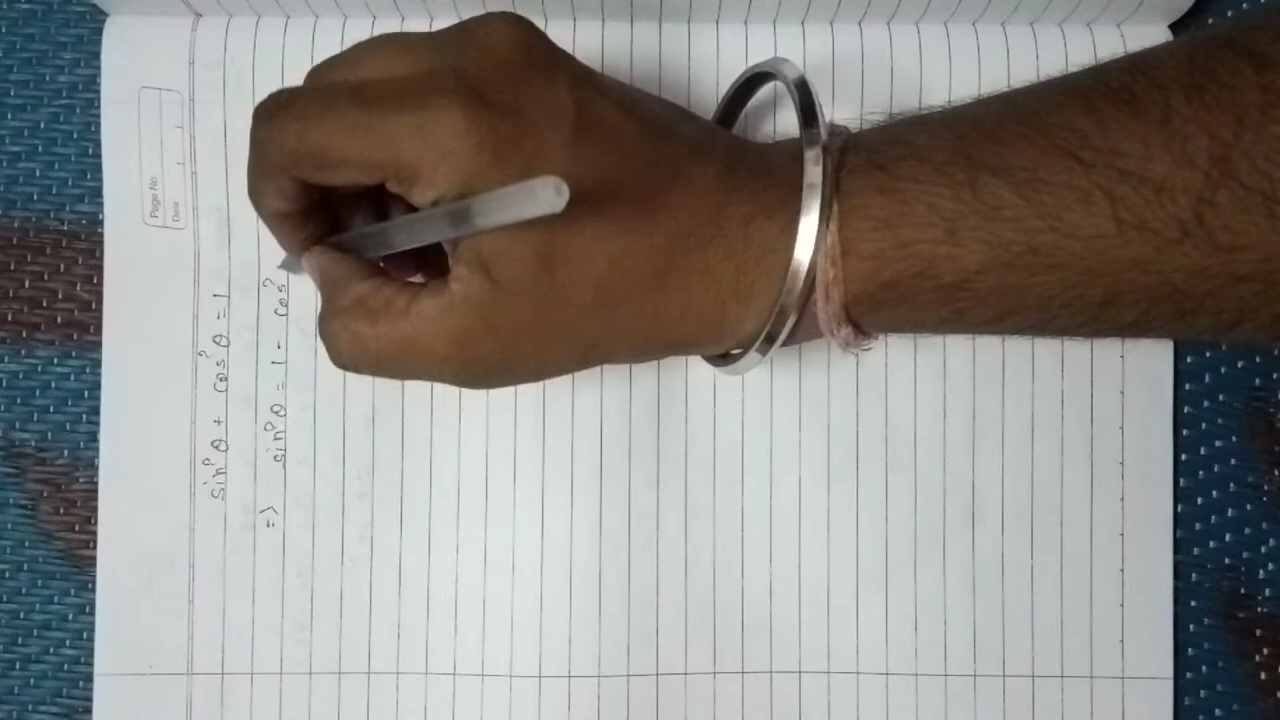 Page No.
Date
sin²θ + cos²θ = 1
=> sin²θ = 1 - cos²